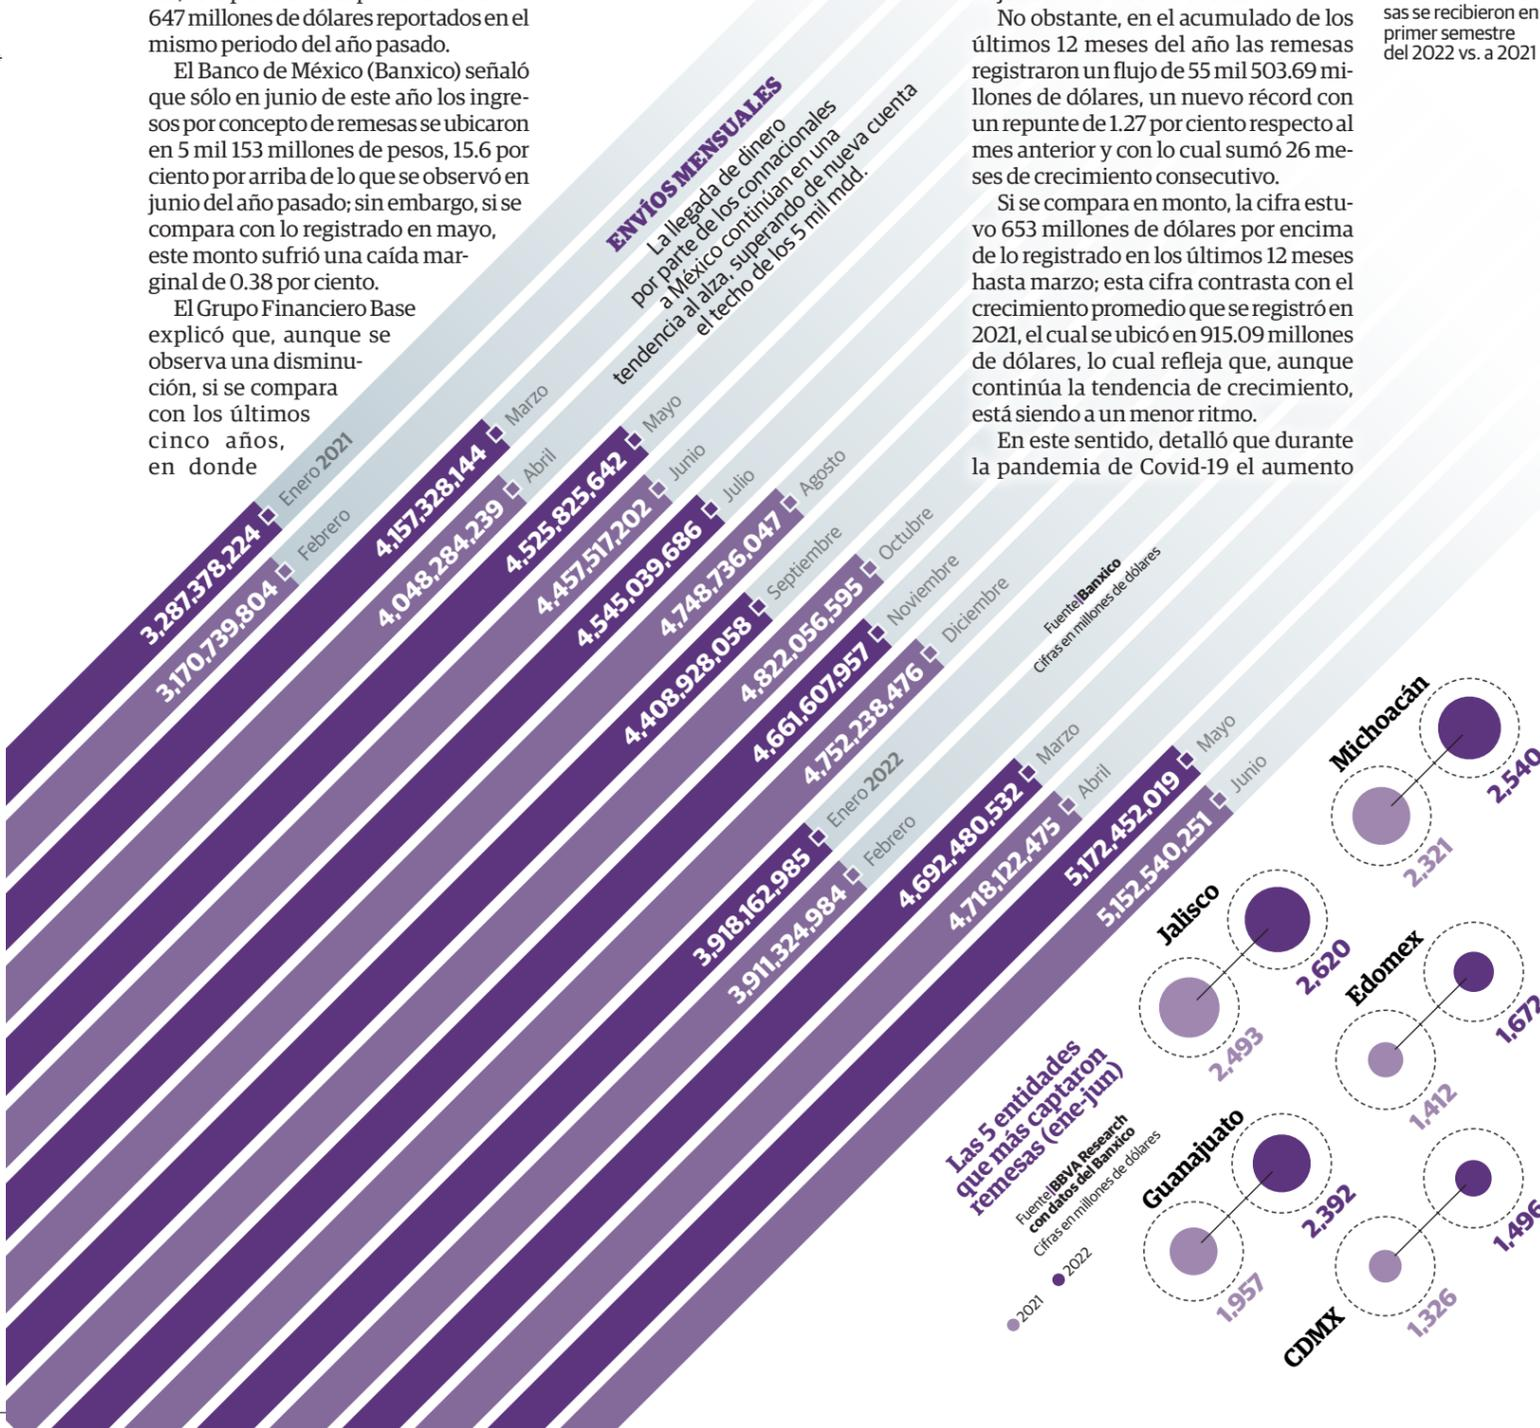 647 millones de dólares reportados en el
mismo periodo del año pasado.
El Banco de México (Banxico) señaló
que sólo en junio de este año los ingre-
sos por concepto de remesas se ubicaron
en 5 mil 153 millones de pesos, 15.6 por
ciento por arriba de lo que se observó en
junio del año pasado; sin embargo, si se
compara con lo registrado en mayo,
este monto sufrió una caída mar-
ginal de 0.38 por ciento.
El Grupo Financiero Base
explicó que, aunque se
observa una disminu-
ción, si se compara
con los últimos
cinco años,
en donde
No obstante, en el acumulado de los
últimos 12 meses del año las remesas
registraron un flujo de 55 mil 503.69 mi-
llones de dólares, un nuevo récord con
un repunte de 1.27 por ciento respecto al
mes anterior y con lo cual sumó 26 me-
ses de crecimiento consecutivo.
Si se compara en monto, la cifra estu-
vo 653 millones de dólares por encima
de lo registrado en los últimos 12 meses
hasta marzo; esta cifra contrasta con el
crecimiento promedio que se registró en
2021, el cual se ubicó en 915.09 millones
de dólares, lo cual refleja que, aunque
continúa la tendencia de crecimiento,
está siendo a un menor ritmo.
En este sentido, detalló que durante
la pandemia de Covid-19 el aumento
sas se recibieron en
primer semestre
del 2022 vs. a 2021
ENVÍOS MENSUALES
La llegada de dinero
por parte de los connacionales
a México continúan en una
tendencia al alza, superando de nueva cuenta
el techo de los 5 mil mdd.
3,287,378,224 Enero 2021
3,170,739,804 Febrero
4,157,328,144 Marzo
4,048,284,239 Abril
4,525,825,642 Mayo
4,457,517,202 Junio
4,545,039,686 Julio
4,748,736,047 Agosto
4,408,928,058 Septiembre
4,822,056,595 Octubre
4,661,607,957 Noviembre
4,752,238,476 Diciembre
3,918,162,985 Enero 2022
3,911,324,984 Febrero
4,692,480,532 Marzo
4,718,122,475 Abril
5,172,452,019 Mayo
5,152,540,251 Junio
Fuente|Banxico
Cifras en millones de dólares
Las 5 entidades
que más captaron
remesas (ene-jun)
Fuente|BBVA Research
con datos del Banxico
Cifras en millones de dólares
2021
2022
Michoacán
2,540
2,321
Jalisco
2,620
2,493
Edomex
1,672
1,412
Guanajuato
2,392
1,957
CDMX
1,496
1,326